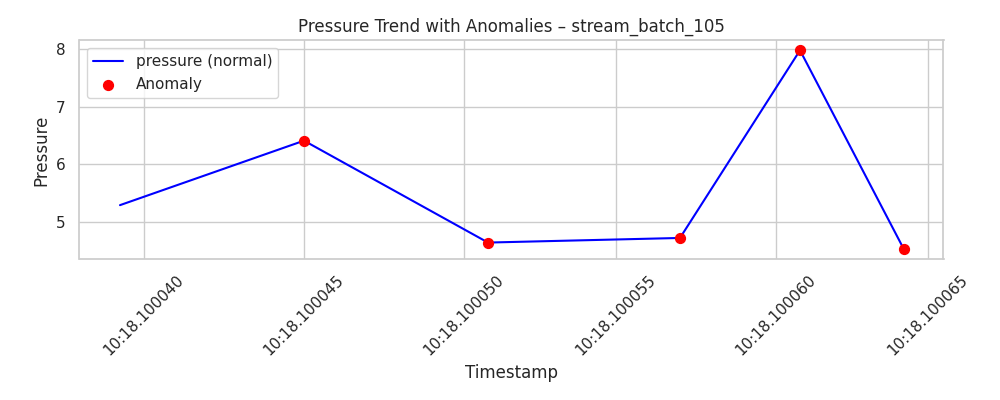 Pressure Trend with Anomalies – stream_batch_105
pressure (normal)
Anomaly
Pressure
8
7
6
5
10:18.100040
10:18.100045
10:18.100050
10:18.100055
10:18.100060
10:18.100065
Timestamp